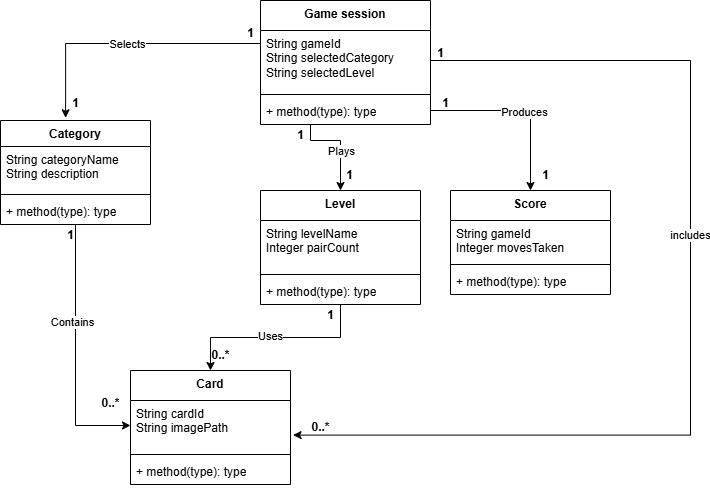 Game session
String gameId
String selectedCategory
String selectedLevel
+ method(type): type
1
Selects
1
1
1
Produces
1
1
Plays
1
Category
String categoryName
String description
+ method(type): type
1
Level
String levelName
Integer pairCount
+ method(type): type
1
Score
String gameId
Integer movesTaken
+ method(type): type
includes
Contains
Uses
0..*
0..*
0..*
Card
String cardId
String imagePath
+ method(type): type